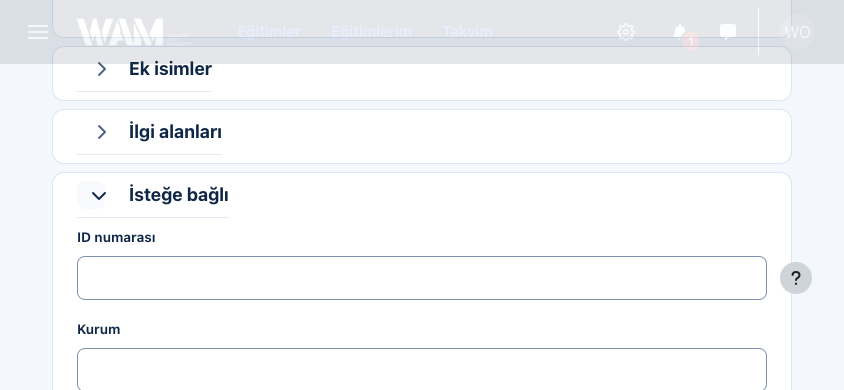 WAM
Eğitimler Eğitimlerim Takvim
1
WO
Ek isimler
İlgi alanları
İsteğe bağlı
ID numarası
?
Kurum